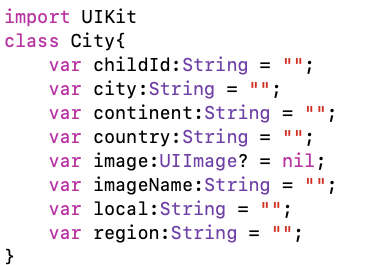 import UIKit
class City{
    var childId:String = "";
    var city:String = "";
    var continent:String = "";
    var country:String = "";
    var image:UIImage? = nil;
    var imageName:String = "";
    var local:String = "";
    var region:String = "";
}